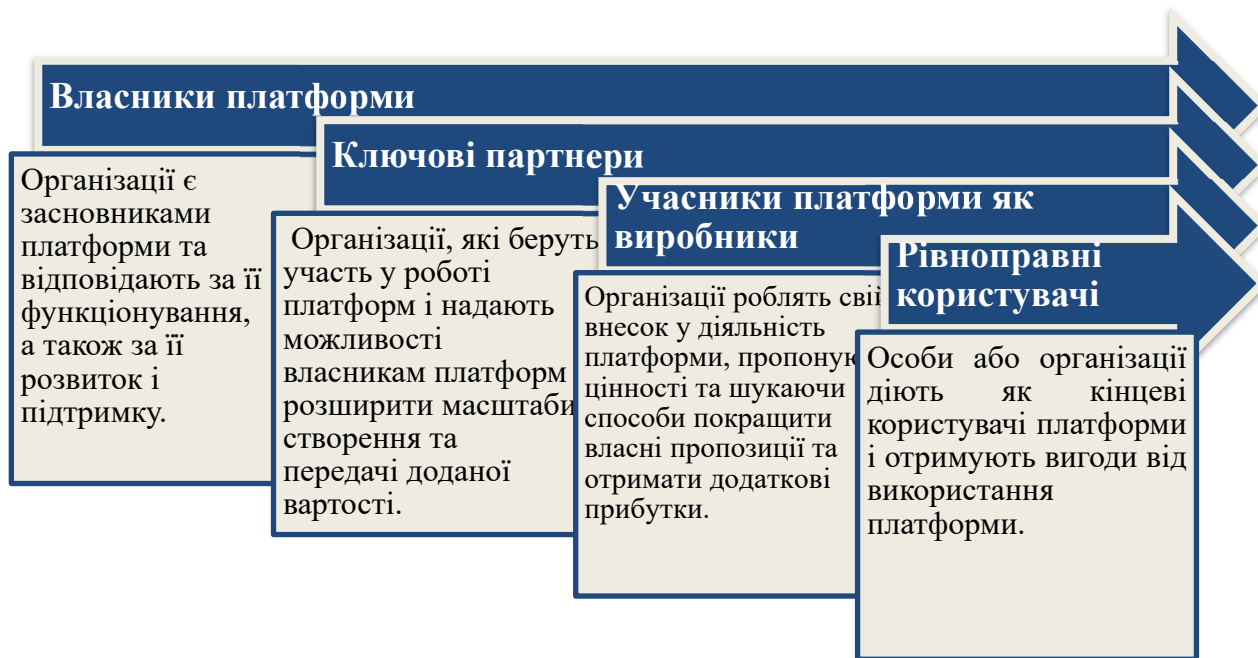 Власники платформи
Організації є
засновниками
платформи та
відповідають за її
функціонування,
а також за її
розвиток і
підтримку.
Ключові партнери
Організації, які беруть
участь у роботі
платформ і надають
можливості
власникам платформ
розширити масштаби
створення та
передачі доданої
вартості.
Учасники платформи як
виробники
Організації роблять свій
внесок у діяльність
платформи, пропоную
цінності та шукаючи
способи покращити
власні пропозиції та
отримати додаткові
прибутки.
Рівноправні
користувачі
Особи або організації
діють як кінцеві
користувачі платформи
і отримують вигоди від
використання
платформи.